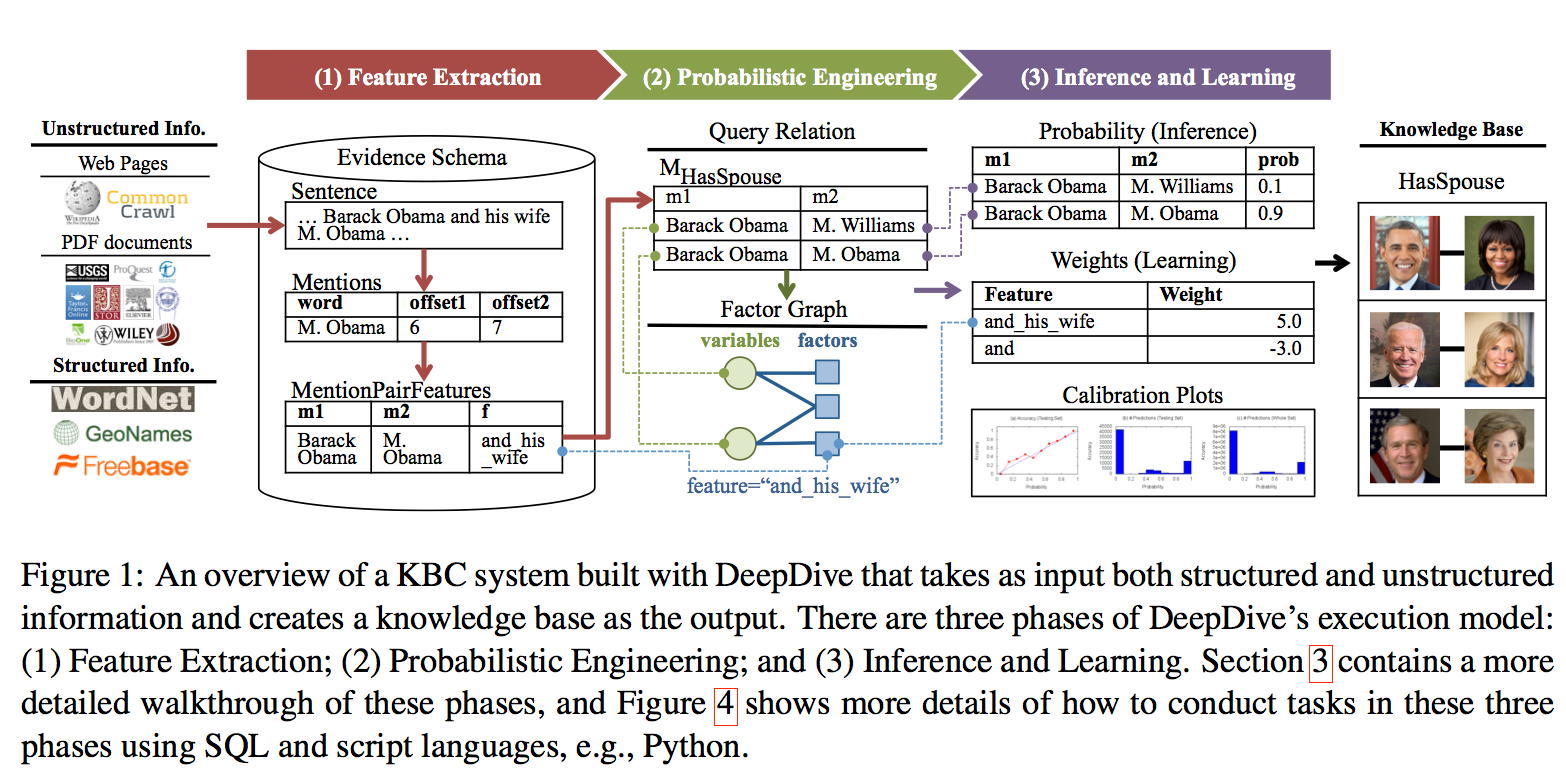 (1) Feature Extraction
(2) Probabilistic Engineering
(3) Inference and Learning
Unstructured Info.
Web Pages
WIKIPEDIA
Common
Crawl
PDF documents
USGS
ProQuest
Taylor & Francis Online
JSTOR
ELSEVIER
BioOne
WILEY
Structured Info.
WordNet
GeoNames
Freebase
Evidence Schema
Sentence
… Barack Obama and his wife
M. Obama …
Mentions
word offset1 offset2
M. Obama 6 7
MentionPairFeatures
m1 m2 f
Barack Obama M. Obama and_his_wife
Query Relation
MHasSpouse
m1 m2
Barack Obama M. Williams
Barack Obama M. Obama
Factor Graph
variables factors
feature=“and_his_wife”
Probability (Inference)
m1 m2 prob
Barack Obama M. Williams 0.1
Barack Obama M. Obama 0.9
Weights (Learning)
Feature Weight
and_his_wife 5.0
and -3.0
Calibration Plots
(a) Accuracy (Testing Set)
(b) # Predictions (Testing Set)
(c) # Predictions (Whole Set)
Accuracy
Probability
Probability
Probability
Knowledge Base
HasSpouse
Figure 1: An overview of a KBC system built with DeepDive that takes as input both structured and unstructured
information and creates a knowledge base as the output. There are three phases of DeepDive’s execution model:
(1) Feature Extraction; (2) Probabilistic Engineering; and (3) Inference and Learning. Section 3 contains a more
detailed walkthrough of these phases, and Figure 4 shows more details of how to conduct tasks in these three
phases using SQL and script languages, e.g., Python.